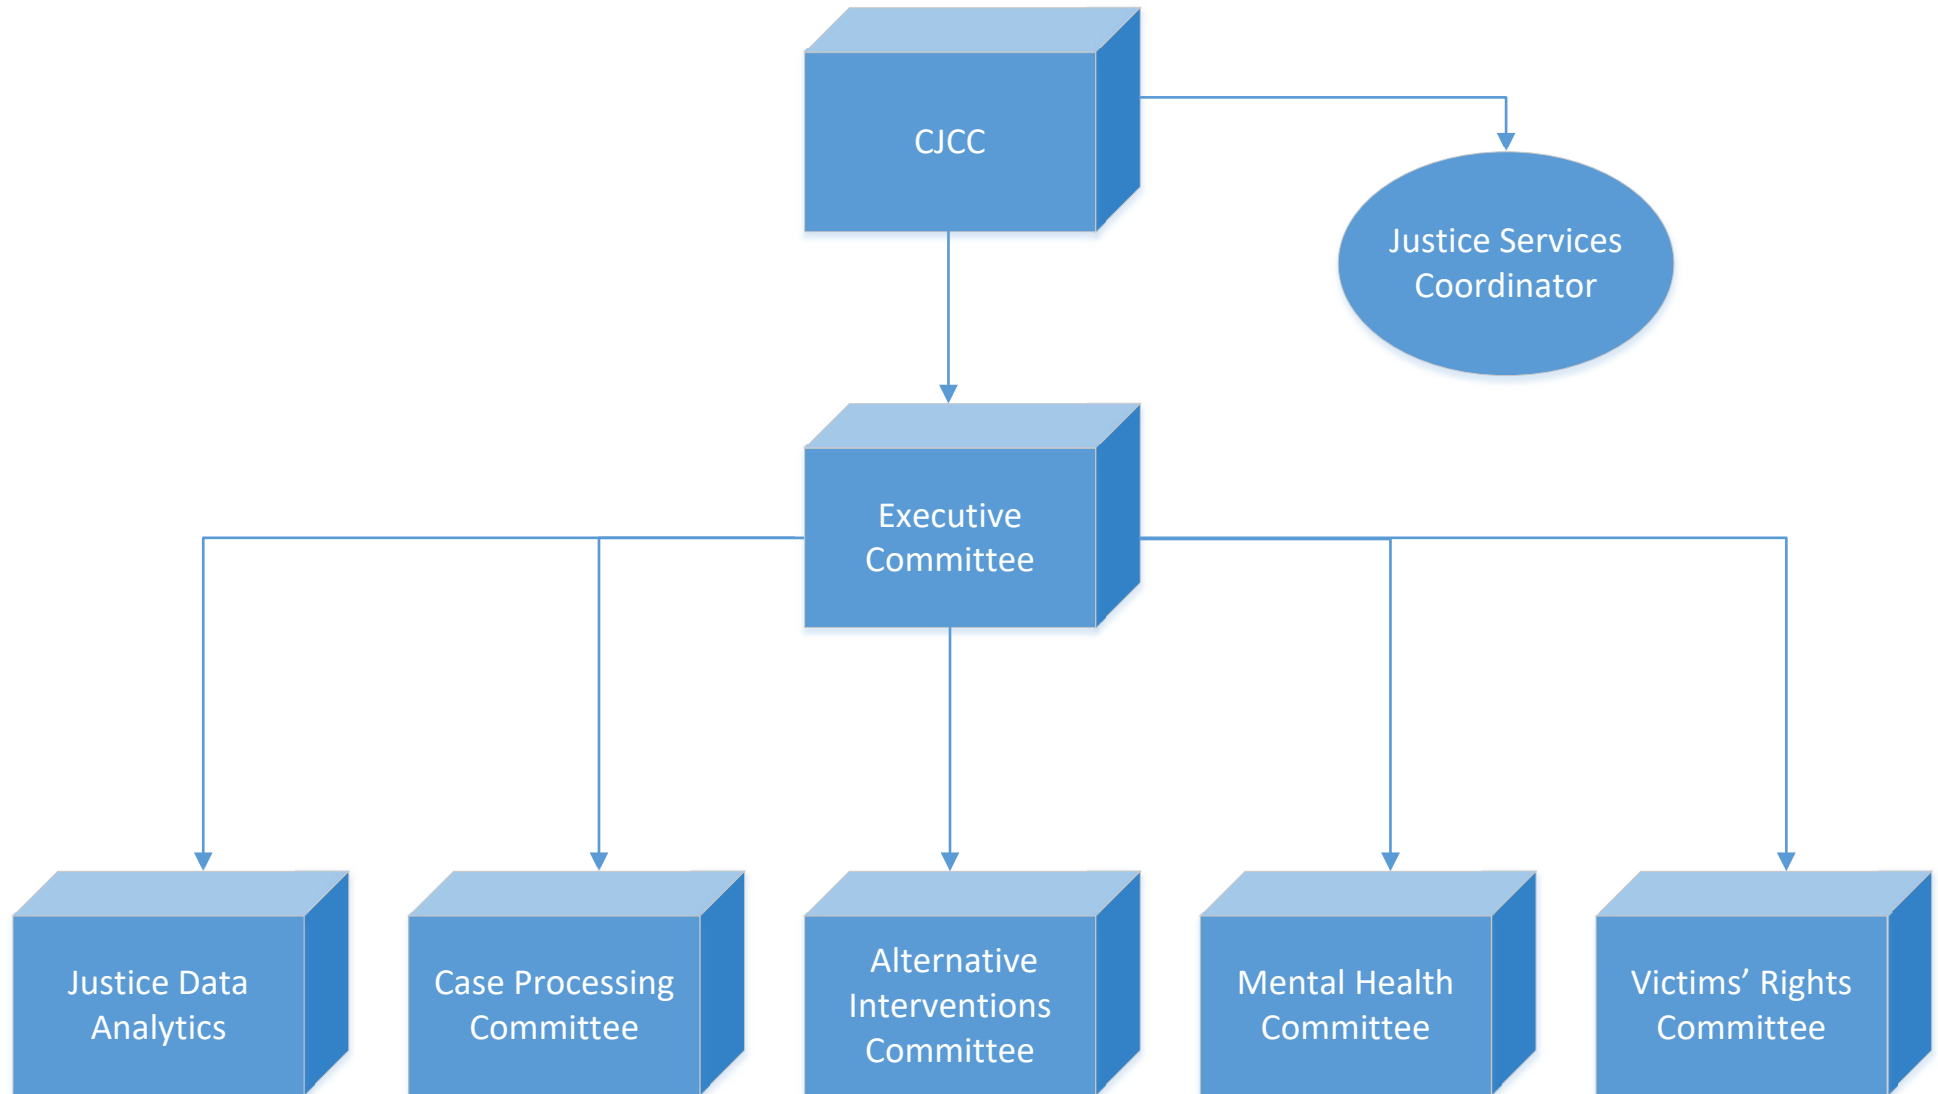 CJCC
Justice Services
Coordinator
Executive
Committee
Justice Data
Analytics
Case Processing
Committee
Alternative
Interventions
Committee
Mental Health
Committee
Victims’ Rights
Committee